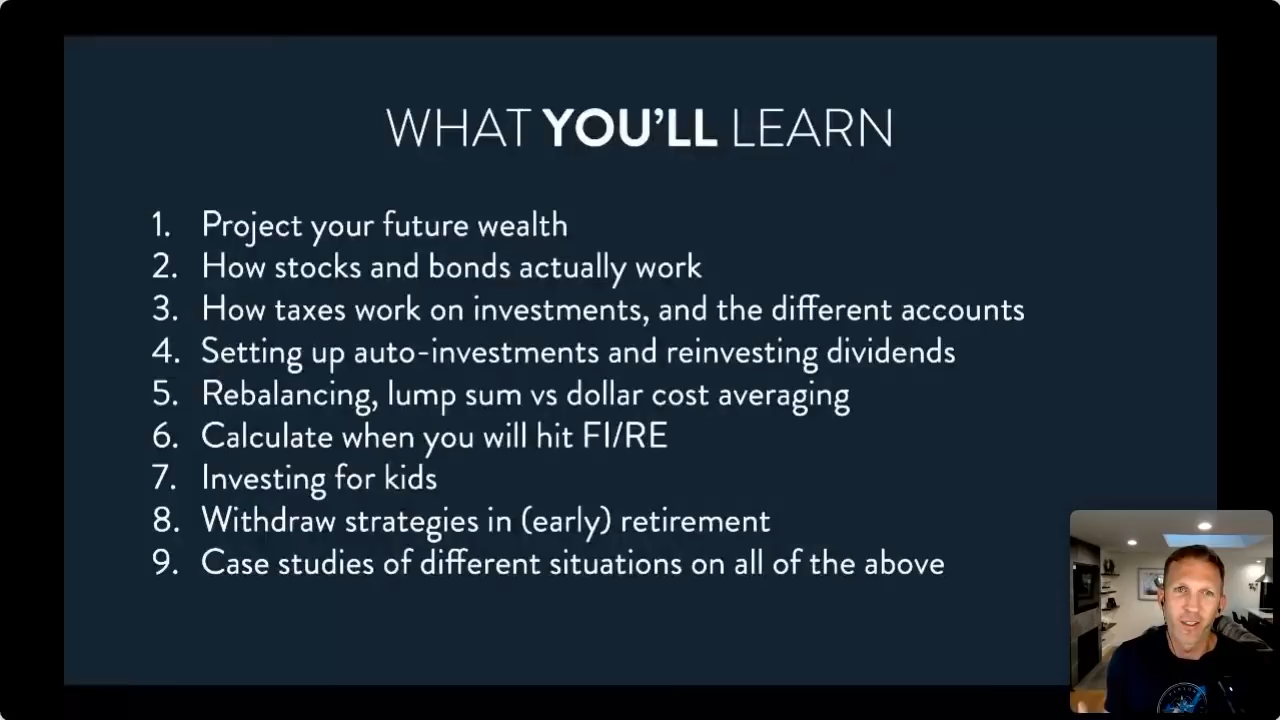 WHAT YOU'LL LEARN
1. Project your future wealth
2. How stocks and bonds actually work
3. How taxes work on investments, and the different accounts
4. Setting up auto-investments and reinvesting dividends
5. Rebalancing, lump sum vs dollar cost averaging
6. Calculate when you will hit FI/RE
7. Investing for kids
8. Withdraw strategies in (early) retirement
9. Case studies of different situations on all of the above